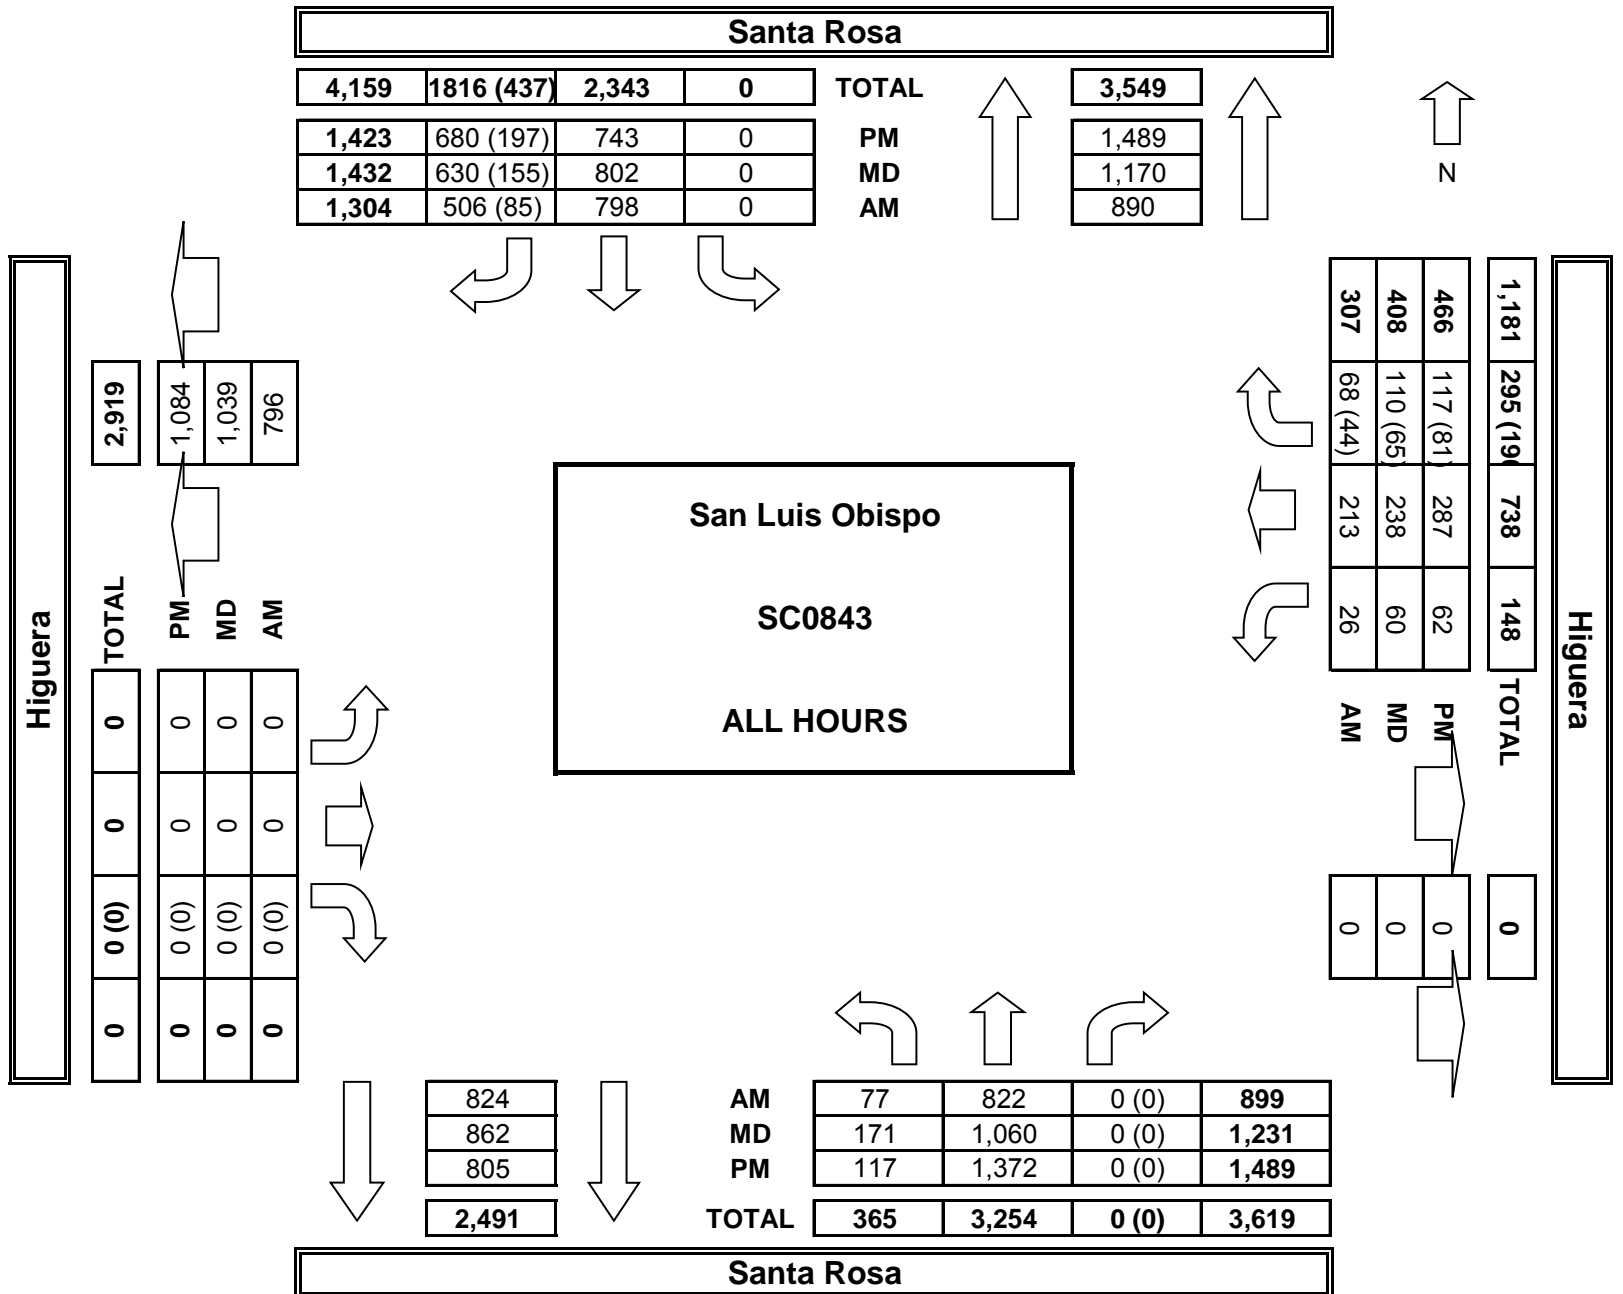 Santa Rosa
4,159 1816 (437) 2,343 0 TOTAL 3,549
1,423 680 (197) 743 0 PM 1,489
1,432 630 (155) 802 0 MD 1,170
1,304 506 (85) 798 0 AM 890
N
Higuera
2,919 1,084 1,039 796
TOTAL PM MD AM
0 0 0 0
0 0 0 0
0 (0) 0 (0) 0 (0) 0 (0)
0 0 0 0
San Luis Obispo
SC0843
ALL HOURS
307 408 466 1,181
68 (44) 110 (65) 117 (81) 295 (19
213 238 287 738
26 60 62 148
AM MD PM TOTAL
0 0 0 0
Higuera
824 AM 77 822 0 (0) 899
862 MD 171 1,060 0 (0) 1,231
805 PM 117 1,372 0 (0) 1,489
2,491 TOTAL 365 3,254 0 (0) 3,619
Santa Rosa